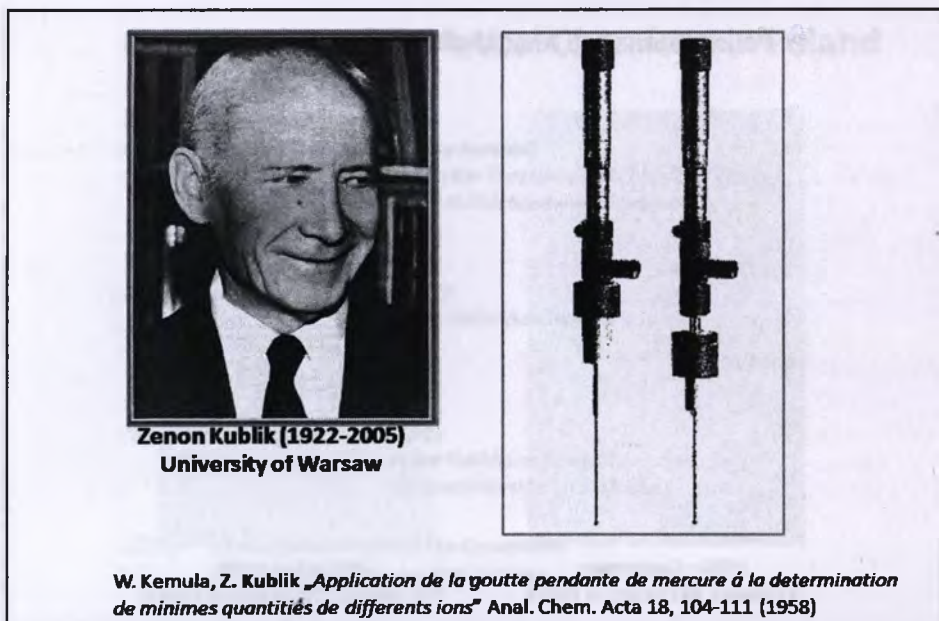 Zenon Kublik (1922-2005)
University of Warsaw
W. Kemula, Z. Kublik „Application de la goutte pendante de mercure á la determination
de minimes quantitiés de differents ions” Anal. Chem. Acta 18, 104-111 (1958)